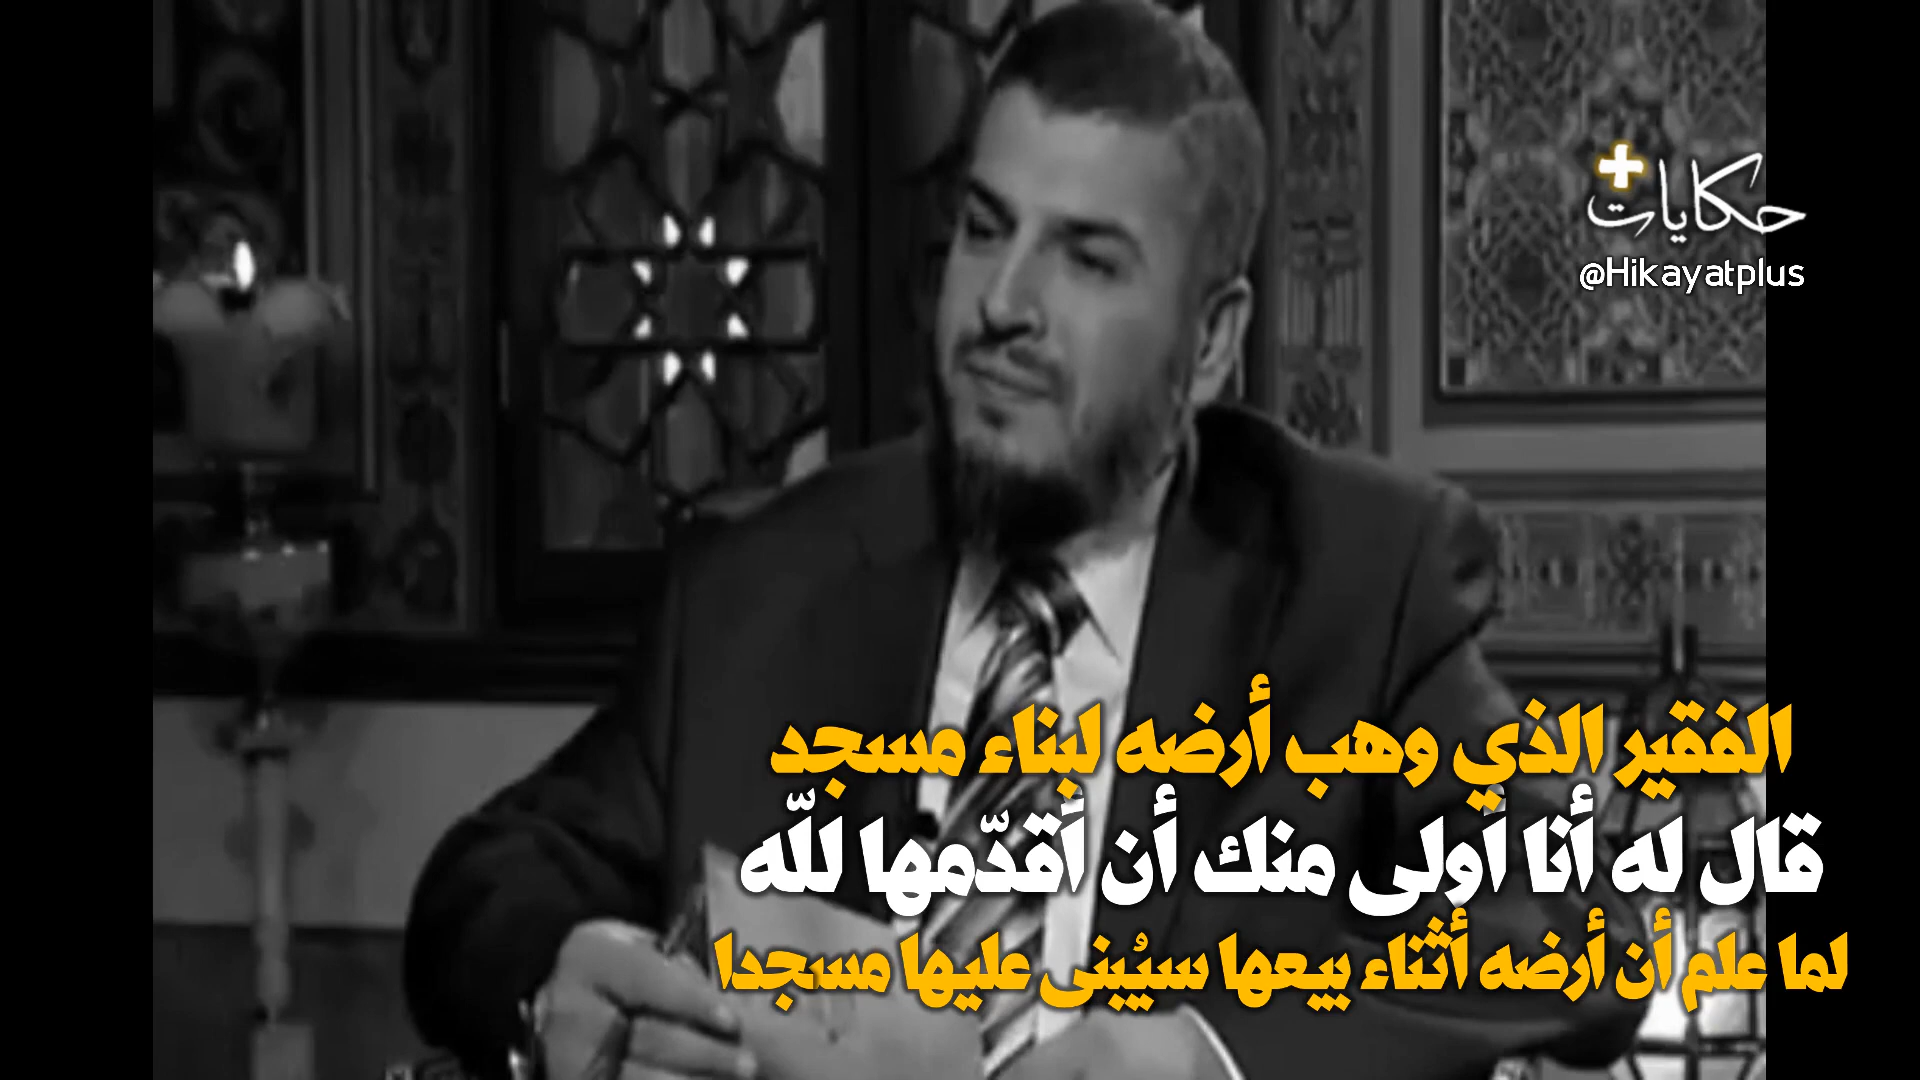 حكايات+
@Hikayatplus
الفقير الذي وهب أرضه لبناء مسجد
قال له أنا أولى منك أن أقدّمها للّه
لما علم أن أرضه أثناء بيعها سيُبنى عليها مسجدا